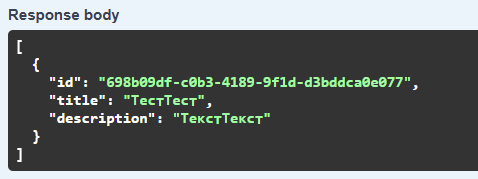 Response body
[
  {
    "id": "698b09df-c0b3-4189-9f1d-d3bddca0e077",
    "title": "ТестТест",
    "description": "ТекстТекст"
  }
]